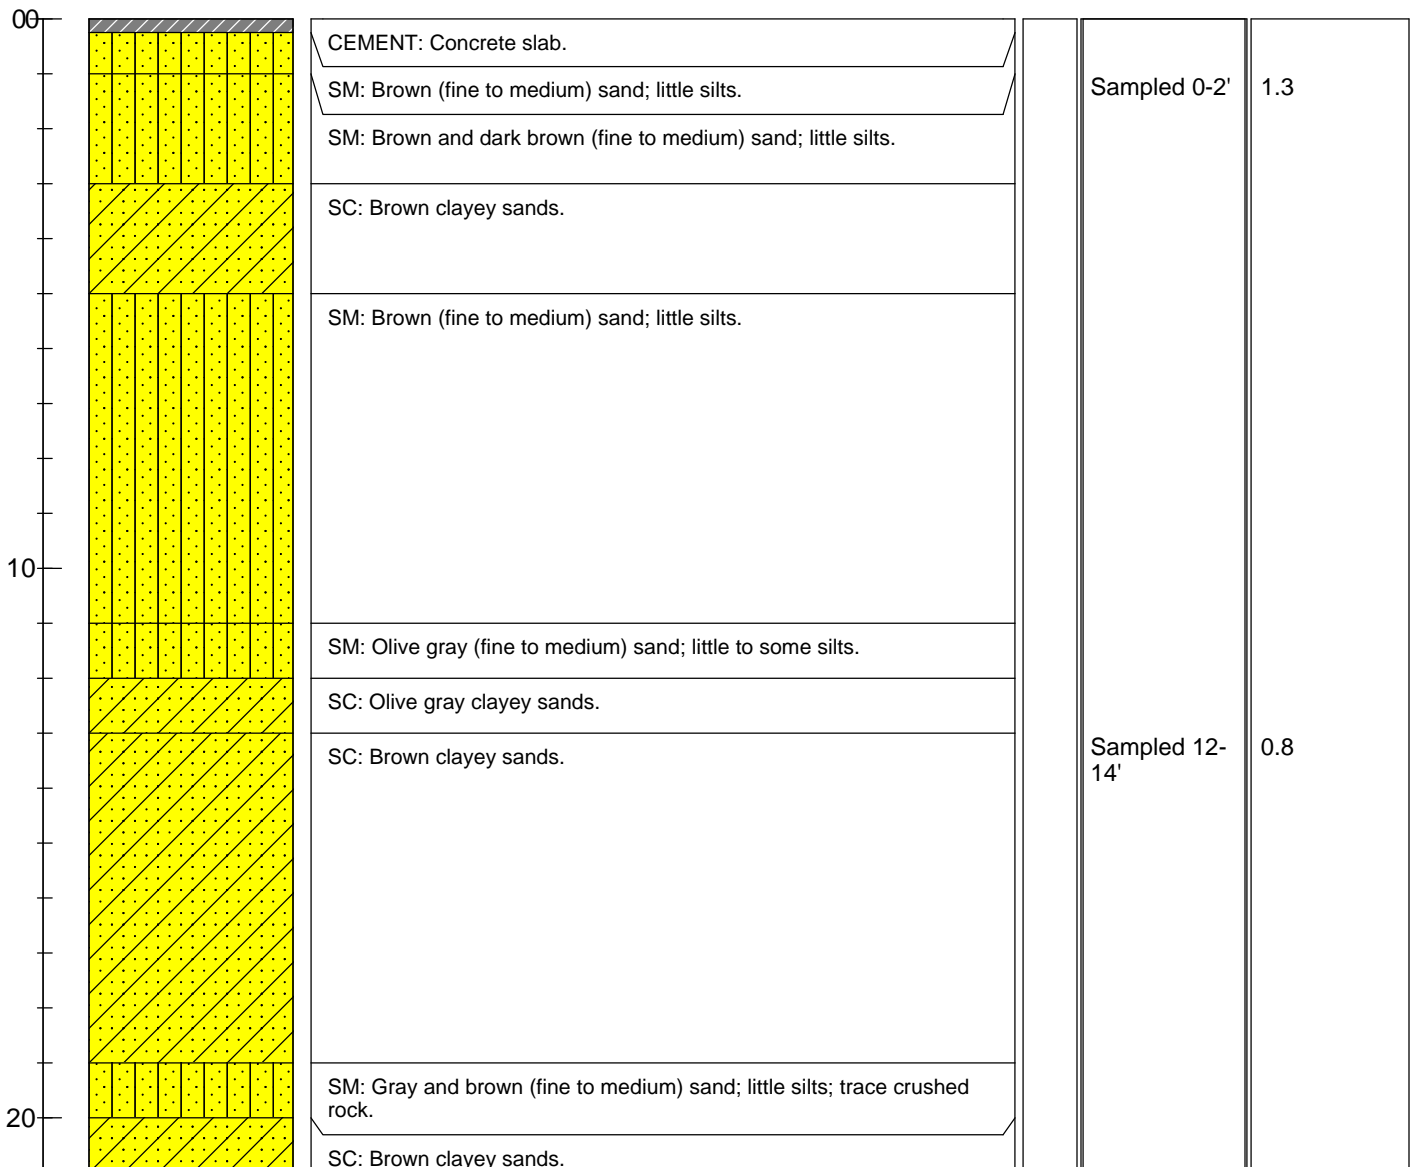 00
CEMENT: Concrete slab.
SM: Brown (fine to medium) sand; little silts.
Sampled 0-2'
1.3
SM: Brown and dark brown (fine to medium) sand; little silts.
SC: Brown clayey sands.
SM: Brown (fine to medium) sand; little silts.
10
SM: Olive gray (fine to medium) sand; little to some silts.
SC: Olive gray clayey sands.
SC: Brown clayey sands.
Sampled 12-
14'
0.8
SM: Gray and brown (fine to medium) sand; little silts; trace crushed
rock.
20
SC: Brown clayey sands.